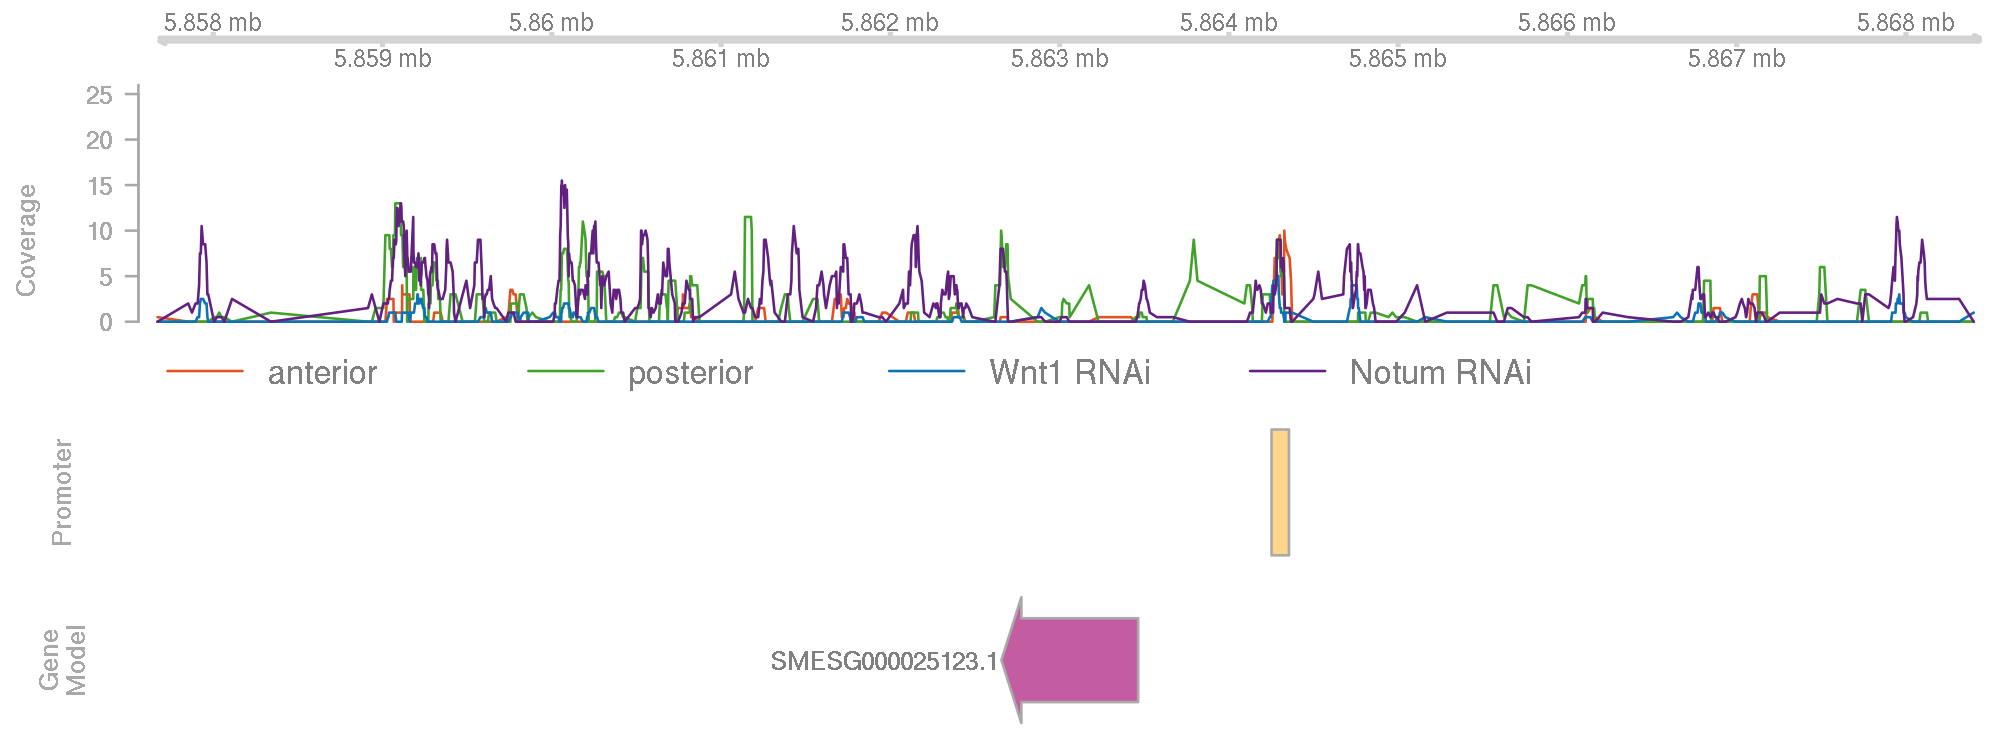 5.858 mb 5.86 mb 5.862 mb 5.864 mb 5.866 mb 5.868 mb
5.859 mb 5.861 mb 5.863 mb 5.865 mb 5.867 mb
Coverage
25
20
15
10
5
0
anterior posterior Wnt1 RNAi Notum RNAi
Promoter
Gene
Model
SMESG000025123.1